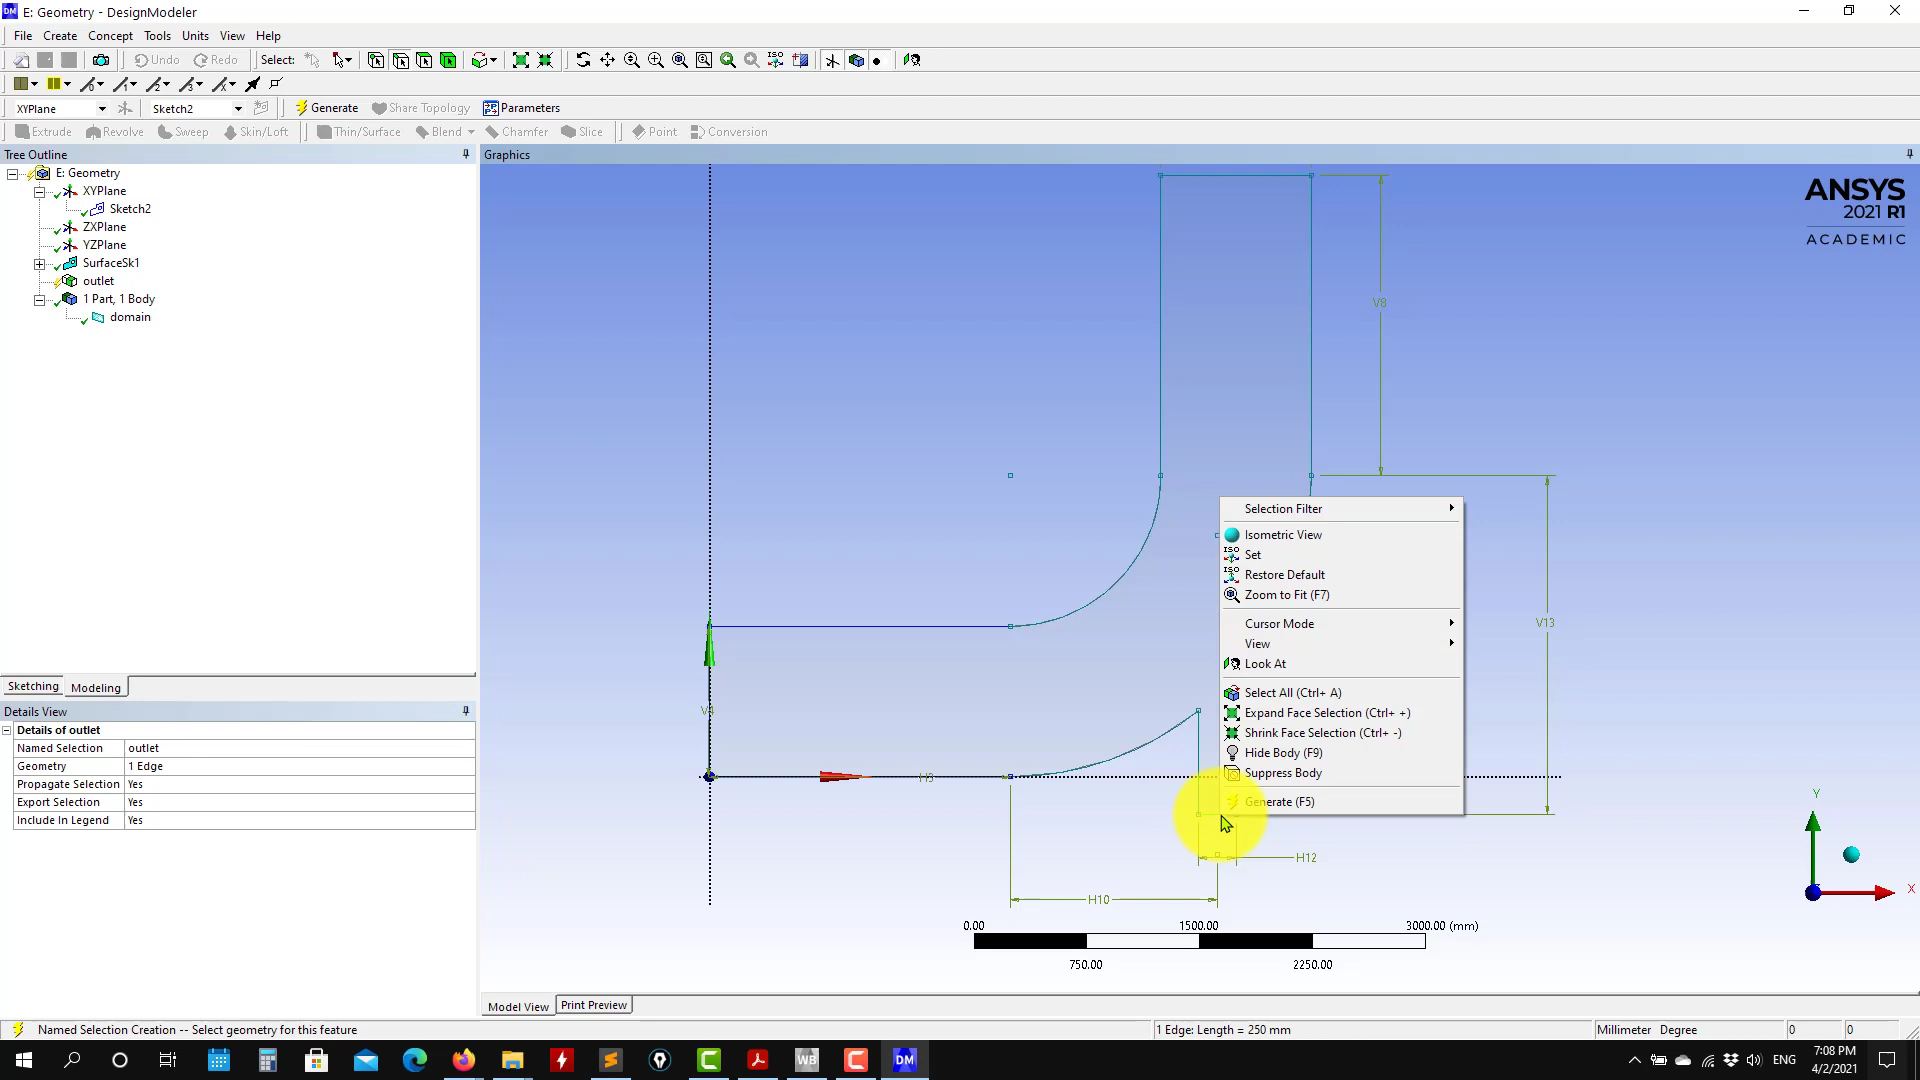 E: Geometry - DesignModeler
File Create Concept Tools Units View Help
Undo Redo Select: ISO
XYPlane Sketch2 Generate Share Topology Parameters
Extrude Revolve Sweep Skin/Loft Thin/Surface Blend Chamfer Slice Point Conversion
Tree Outline
Graphics
E: Geometry
XYPlane
Sketch2
ZXPlane
YZPlane
SurfaceSk1
outlet
1 Part, 1 Body
domain
Sketching Modeling
Details View
Details of outlet
Named Selection outlet
Geometry 1 Edge
Propagate Selection Yes
Export Selection Yes
Include In Legend Yes
ANSYS
2021 R1
ACADEMIC
V8
V13
H3
H12
H10
Selection Filter
Isometric View
ISO Set
ISO Restore Default
Zoom to Fit (F7)
Cursor Mode
View
Look At
Select All (Ctrl+ A)
Expand Face Selection (Ctrl+ +)
Shrink Face Selection (Ctrl+ -)
Hide Body (F9)
Suppress Body
Generate (F5)
Y
X
0.00 1500.00 3000.00 (mm)
750.00 2250.00
Model View Print Preview
Named Selection Creation -- Select geometry for this feature
1 Edge: Length = 250 mm
Millimeter Degree 0 0
WB DM
ENG
7:08 PM
4/2/2021